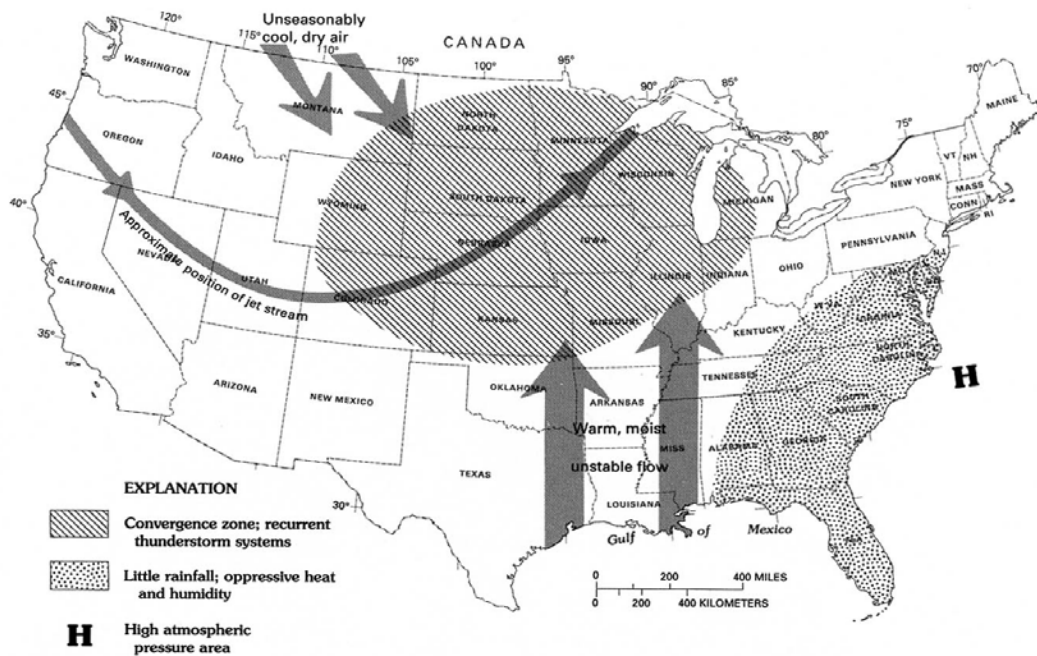 Unseasonably
cool, dry air
CANADA
120°
115°
110°
105°
100°
95°
90°
85°
80°
75°
70°
45°
40°
35°
30°
WASHINGTON
OREGON
IDAHO
MONTANA
NORTH
DAKOTA
MINNESOTA
WISCONSIN
MICHIGAN
MAINE
VT
NH
NEW YORK
MASS
CONN
RI
WYOMING
SOUTH DAKOTA
NEBRASKA
IOWA
ILLINOIS
INDIANA
OHIO
PENNSYLVANIA
N.J.
MD
CALIFORNIA
NEVADA
UTAH
COLORADO
Approximate position of jet stream
KANSAS
MISSOURI
KENTUCKY
W.VA
VIRGINIA
NORTH
CAROLINA
H
ARIZONA
NEW MEXICO
OKLAHOMA
ARKANSAS
TENNESSEE
SOUTH
CAROLINA
Warm, moist
unstable flow
TEXAS
LOUISIANA
MISS
ALABAMA
GEORGIA
FLA
Gulf of Mexico
EXPLANATION
Convergence zone; recurrent
thunderstorm systems
Little rainfall; oppressive heat
and humidity
H High atmospheric
pressure area
0 200 400 MILES
0 200 400 KILOMETERS